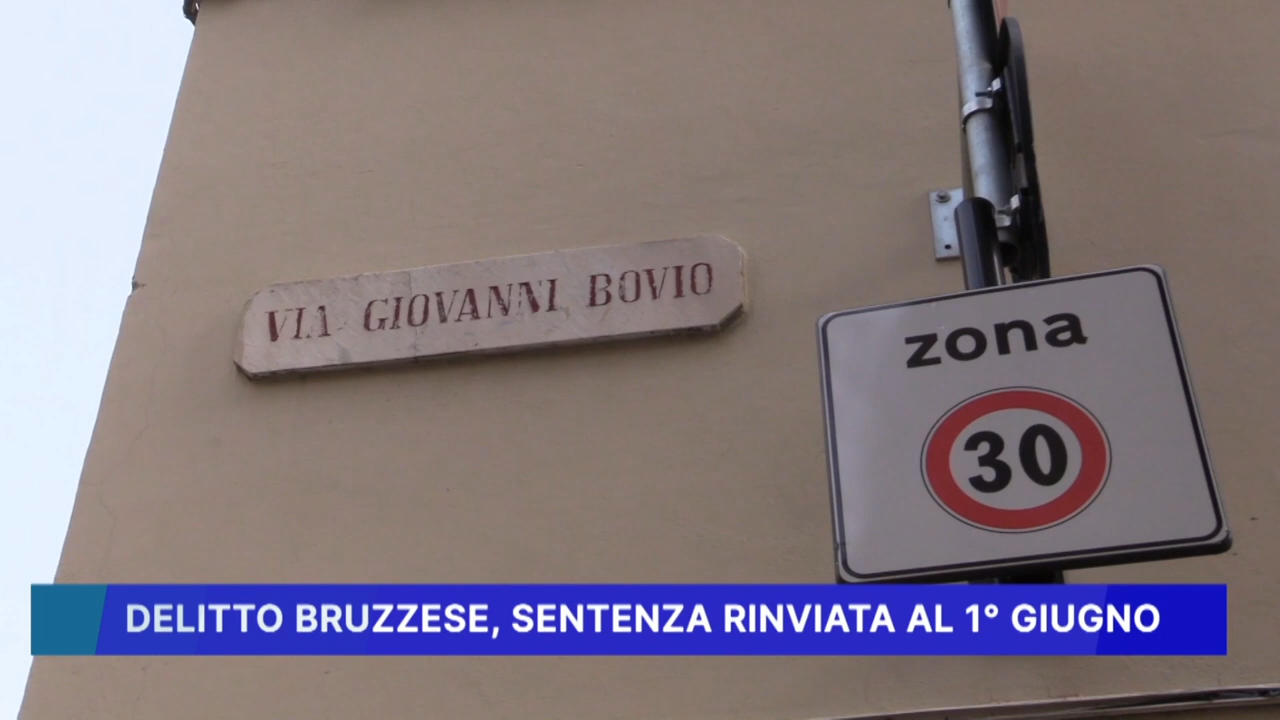 VIA GIOVANNI BOVIO
zona
30
DELITTO BRUZZESE, SENTENZA RINVIATA AL 1° GIUGNO